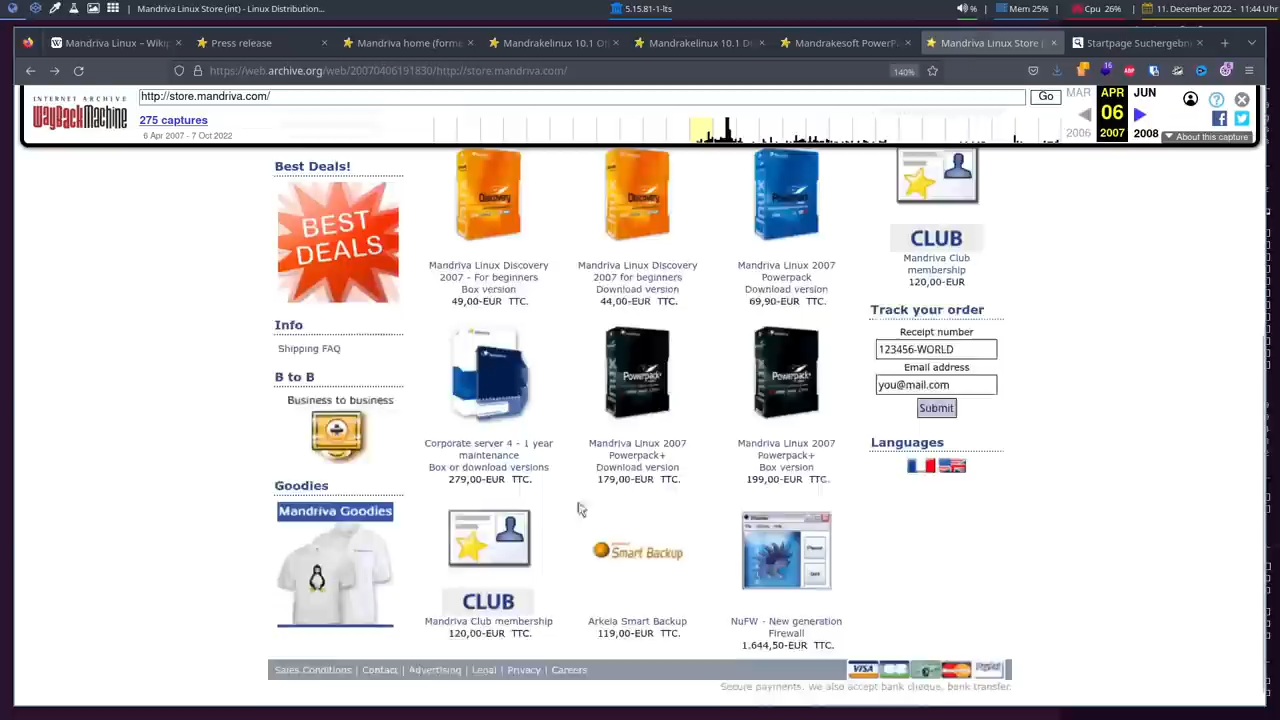 Mandriva Linux Store (int) - Linux Distribution...
5.15.81-1-lts
%
Mem 25%
Cpu 26%
11. December 2022 - 11:44 Uhr
Mandriva Linux – Wikip
Press release
Mandriva home (forme
Mandrakelinux 10.1 Of
Mandrakelinux 10.1 Di
Mandrakesoft PowerP
Mandriva Linux Store (
Startpage Suchergebni
https://web.archive.org/web/20070406191830/http://store.mandriva.com/
140%
INTERNET ARCHIVE
WayBackMachine
http://store.mandriva.com/
Go
MAR
APR
JUN
275 captures
6 Apr 2007 - 7 Oct 2022
06
2006
2007
2008
About this capture
Best Deals!
BEST
DEALS
Info
Shipping FAQ
B to B
Business to business
Goodies
Mandriva Goodies
Discovery
Mandriva Linux Discovery
2007 - For beginners
Box version
49,00-EUR TTC.
Discovery
Mandriva Linux Discovery
2007 for beginners
Download version
44,00-EUR TTC.
Powerpack
Mandriva Linux 2007
Powerpack
Download version
69,90-EUR TTC.
Corporate server 4 - 1 year
maintenance
Box or download versions
279,00-EUR TTC.
Powerpack+
Mandriva Linux 2007
Powerpack+
Download version
179,00-EUR TTC.
Powerpack+
Mandriva Linux 2007
Powerpack+
Box version
199,00-EUR TTC.
CLUB
Mandriva Club membership
120,00-EUR TTC.
Smart Backup
Arkeia Smart Backup
119,00-EUR TTC.
NuFW - New generation
Firewall
1.644,50-EUR TTC.
CLUB
Mandriva Club
membership
120,00-EUR
Track your order
Receipt number
123456-WORLD
Email address
you@mail.com
Submit
Languages
Sales Conditions | Contact | Advertising | Legal | Privacy | Careers
VISA
MasterCard
PayPal
Secure payments. We also accept bank cheque, bank transfer.